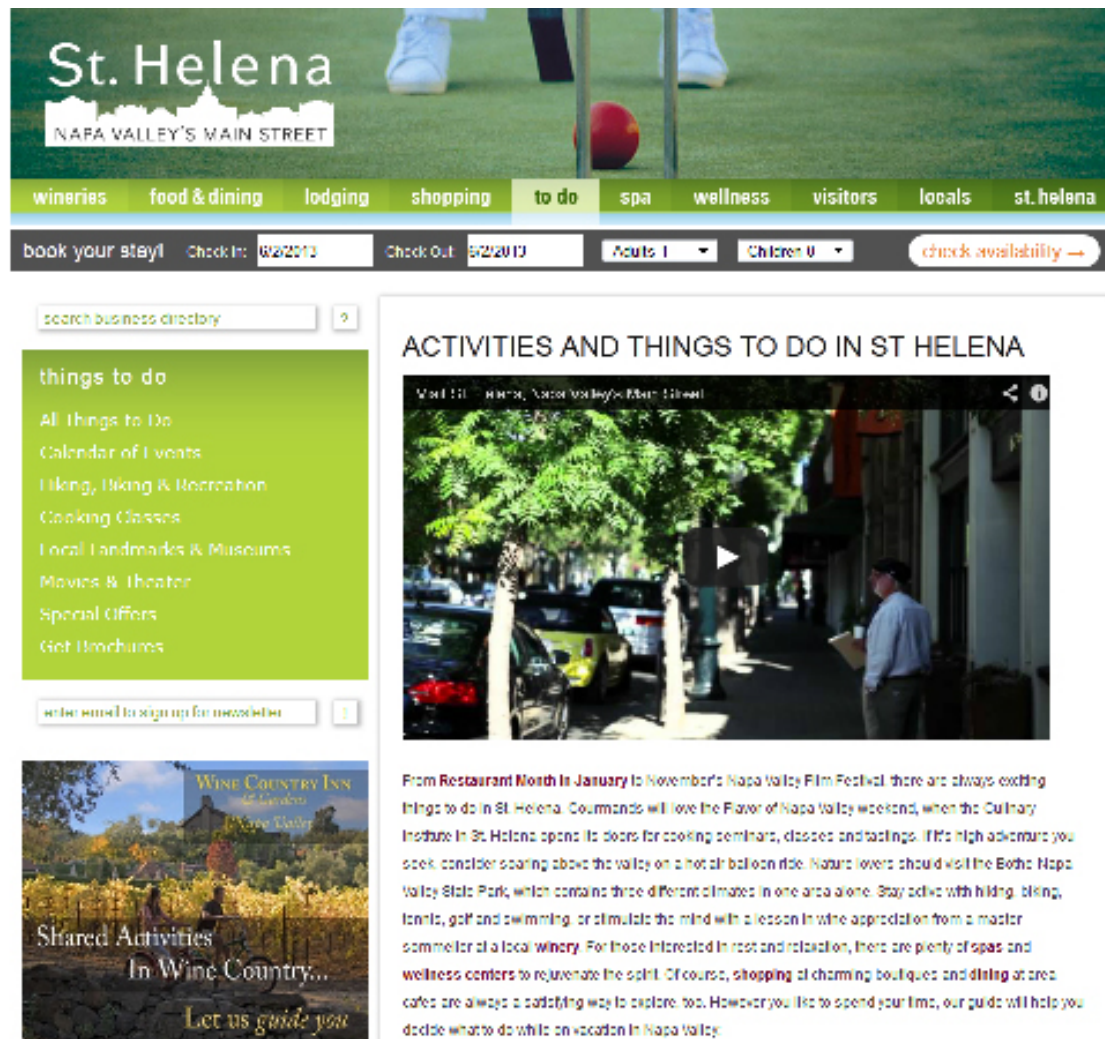 St. Helena
NAPA VALLEY'S MAIN STREET
wineries food & dining lodging shopping to do spa wellness visitors locals st. helena
book your stay! Check In: 6/2/2013 Check Out: 6/2/2013 Adults 1 Children 0 check availability →
search business directory ?
things to do
All Things to Do
Calendar of Events
Hiking, Biking & Recreation
Cooking Classes
Local Landmarks & Museums
Movies & Theater
Special Offers
Get Brochures
enter email to sign up for newsletter
WINE COUNTRY INN
& Gardens
Napa Valley
Shared Activities
In Wine Country...
Let us guide you
ACTIVITIES AND THINGS TO DO IN ST HELENA
Visit St. Helena, Napa Valley's Main Street
From Restaurant Month in January to November's Napa Valley Film Festival, there are always exciting
things to do in St. Helena. Gourmands will love the Flavor of Napa Valley weekend, when the Culinary
Institute in St. Helena opens its doors for cooking seminars, classes and tastings. If it's high adventure you
seek, consider soaring above the valley on a hot air balloon ride. Nature lovers should visit the Bothe-Napa
Valley State Park, which contains three different climates in one area alone. Stay active with hiking, biking,
tennis, golf and swimming, or stimulate the mind with a lesson in wine appreciation from a master
sommelier at a local winery. For those interested in rest and relaxation, there are plenty of spas and
wellness centers to rejuvenate the spirit. Of course, shopping at charming boutiques and dining at area
cafes are always a satisfying way to explore, too. However you like to spend your time, our guide will help you
decide what to do while on vacation in Napa Valley.